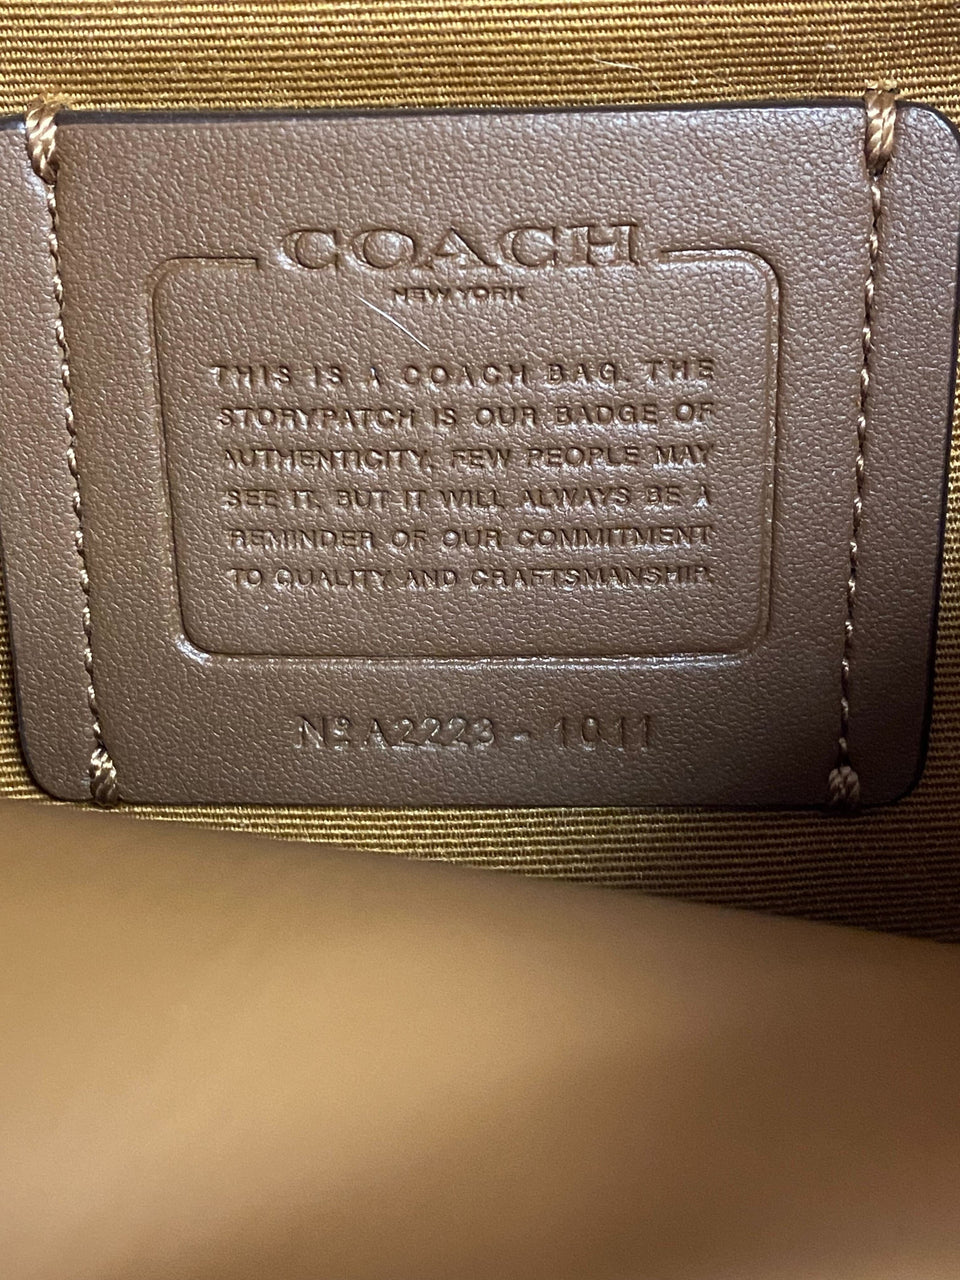 COACH
NEW YORK
THIS IS A COACH BAG. THE
STORYPATCH IS OUR BADGE OF
AUTHENTICITY. FEW PEOPLE MAY
SEE IT, BUT IT WILL ALWAYS BE A
REMINDER OF OUR COMMITMENT
TO QUALITY AND CRAFTSMANSHIP.
Nº A2223 - 1011